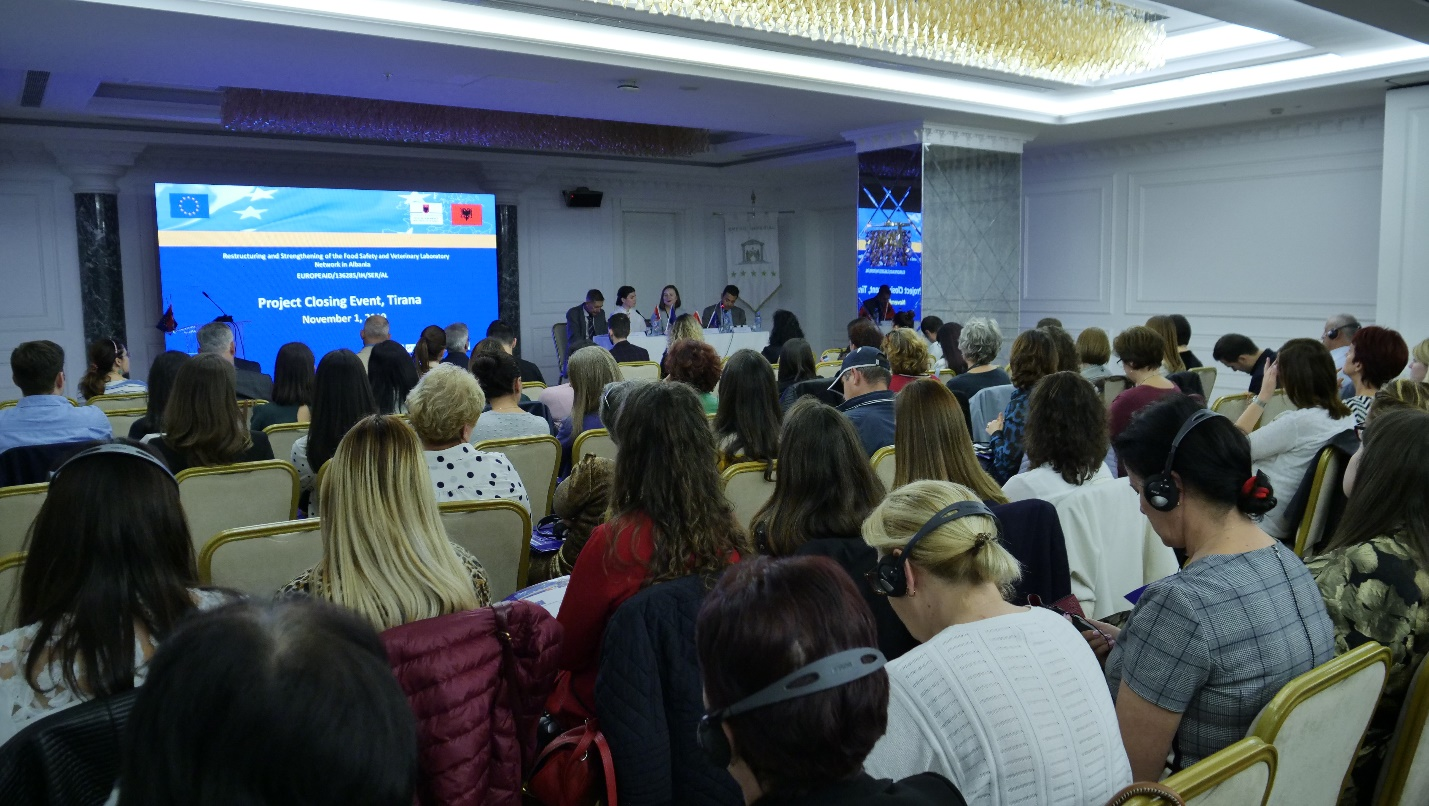 Restructuring and Strengthening of the Food Safety and Veterinary Laboratory
Network in Albania
EUROPEAID/136285/IH/SER/AL
Project Closing Event, Tirana
November 1,